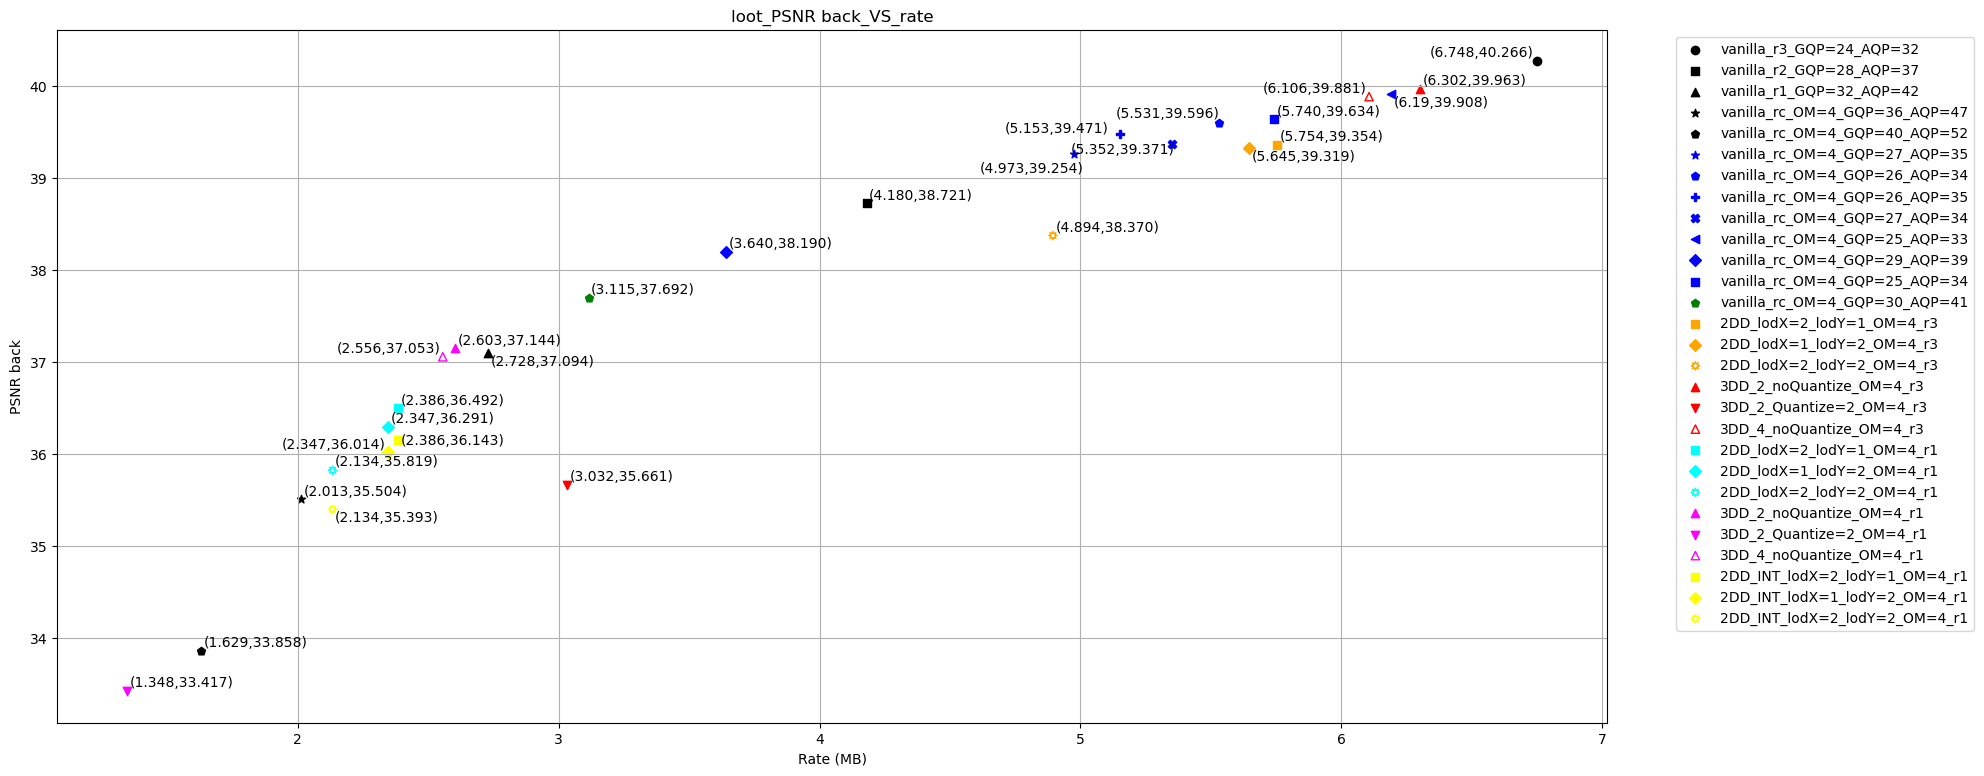 loot_PSNR back_VS_rate
(6.748,40.266)
(6.302,39.963)
(6.106,39.881)
(6.19,39.908)
(5.740,39.634)
(5.531,39.596)
(5.153,39.471)
(5.352,39.371)
(5.754,39.354)
(5.645,39.319)
(4.973,39.254)
(4.180,38.721)
(4.894,38.370)
(3.640,38.190)
(3.115,37.692)
(2.603,37.144)
(2.556,37.053)
(2.728,37.094)
(2.386,36.492)
(2.347,36.291)
(2.386,36.143)
(2.347,36.014)
(2.134,35.819)
(3.032,35.661)
(2.013,35.504)
(2.134,35.393)
(1.629,33.858)
(1.348,33.417)
40
39
38
37
36
35
34
PSNR back
2
3
4
5
6
7
Rate (MB)
vanilla_r3_GQP=24_AQP=32
vanilla_r2_GQP=28_AQP=37
vanilla_r1_GQP=32_AQP=42
vanilla_rc_OM=4_GQP=36_AQP=47
vanilla_rc_OM=4_GQP=40_AQP=52
vanilla_rc_OM=4_GQP=27_AQP=35
vanilla_rc_OM=4_GQP=26_AQP=34
vanilla_rc_OM=4_GQP=26_AQP=35
vanilla_rc_OM=4_GQP=27_AQP=34
vanilla_rc_OM=4_GQP=25_AQP=33
vanilla_rc_OM=4_GQP=29_AQP=39
vanilla_rc_OM=4_GQP=25_AQP=34
vanilla_rc_OM=4_GQP=30_AQP=41
2DD_lodX=2_lodY=1_OM=4_r3
2DD_lodX=1_lodY=2_OM=4_r3
2DD_lodX=2_lodY=2_OM=4_r3
3DD_2_noQuantize_OM=4_r3
3DD_2_Quantize=2_OM=4_r3
3DD_4_noQuantize_OM=4_r3
2DD_lodX=2_lodY=1_OM=4_r1
2DD_lodX=1_lodY=2_OM=4_r1
2DD_lodX=2_lodY=2_OM=4_r1
3DD_2_noQuantize_OM=4_r1
3DD_2_Quantize=2_OM=4_r1
3DD_4_noQuantize_OM=4_r1
2DD_INT_lodX=2_lodY=1_OM=4_r1
2DD_INT_lodX=1_lodY=2_OM=4_r1
2DD_INT_lodX=2_lodY=2_OM=4_r1